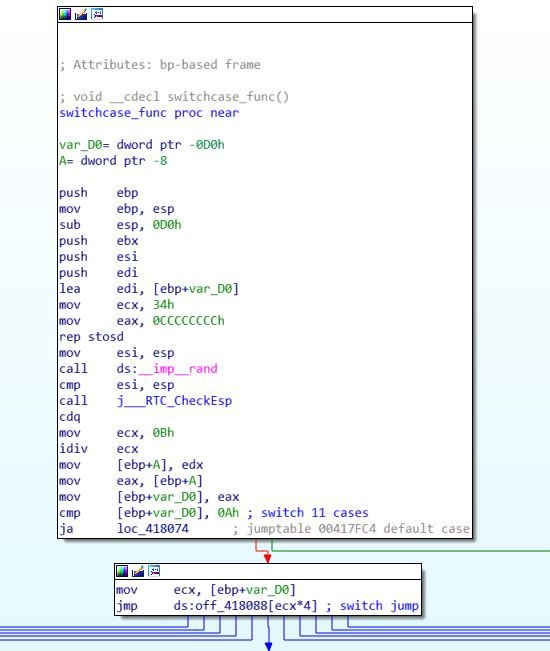 ; Attributes: bp-based frame
; void __cdecl switchcase_func()
switchcase_func proc near
var_D0= dword ptr -0D0h
A= dword ptr -8
push ebp
mov ebp, esp
sub esp, 0D0h
push ebx
push esi
push edi
lea edi, [ebp+var_D0]
mov ecx, 34h
mov eax, 0CCCCCCCCh
rep stosd
mov esi, esp
call ds:__imp__rand
cmp esi, esp
call j___RTC_CheckEsp
cdq
mov ecx, 0Bh
idiv ecx
mov [ebp+A], edx
mov eax, [ebp+A]
mov [ebp+var_D0], eax
cmp [ebp+var_D0], 0Ah ; switch 11 cases
ja loc_418074 ; jumptable 00417FC4 default case
mov ecx, [ebp+var_D0]
jmp ds:off_418088[ecx*4] ; switch jump